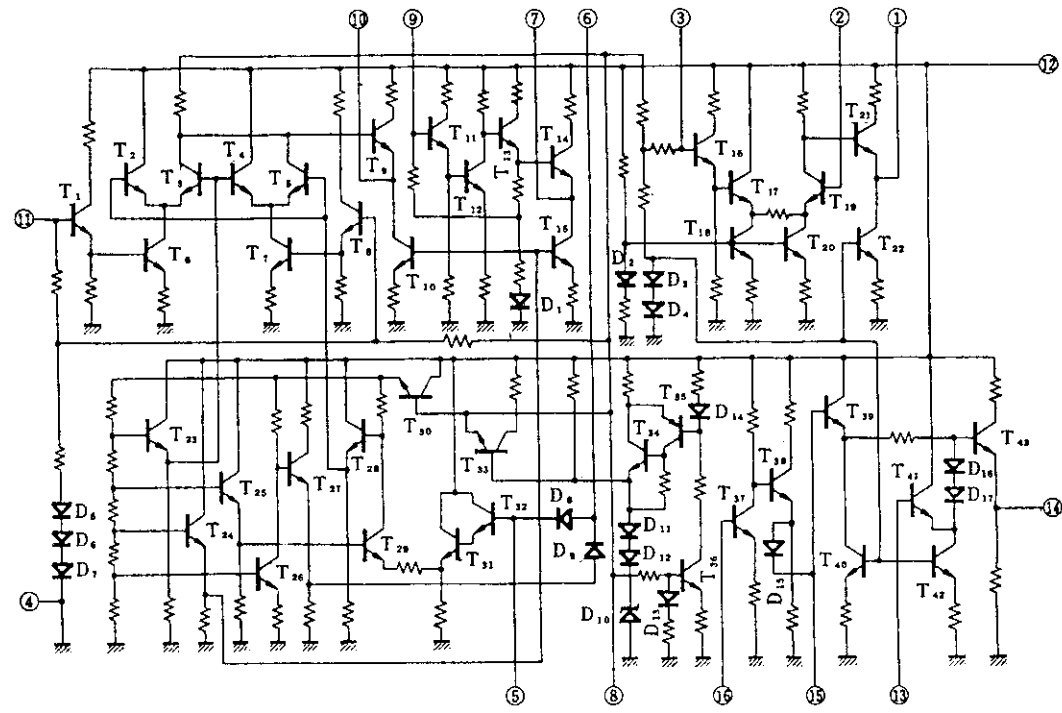 ⑩ ⑨ ⑦ ⑥ ③ ② ①
⑫
T₁ T₂ T₃ T₄ T₅ T₉ T₁₁ T₁₃ T₁₄ T₁₆ T₂₁
T₁₂ T₁₇ T₁₉
⑪
T₆ T₇ T₈ T₁₀ T₁₅ T₁₈ T₂₀ T₂₂
D₁ D₂ D₃ D₄
T₂₃ T₃₀ T₃₃ T₃₄ T₃₅ D₁₄ T₃₉ T₄₃
T₂₅ T₂₇ T₂₈ T₃₈ T₄₁ D₁₆
D₁₇
D₅ T₂₄ T₃₂ D₈ D₁₁ T₃₇ ⑭
D₆ T₂₆ T₂₉ T₃₁ D₉ D₁₂ T₃₆ D₁₅ T₄₀ T₄₂
D₇ D₁₀ D₁₃
④
⑤ ⑧ ⑯ ⑮ ⑬